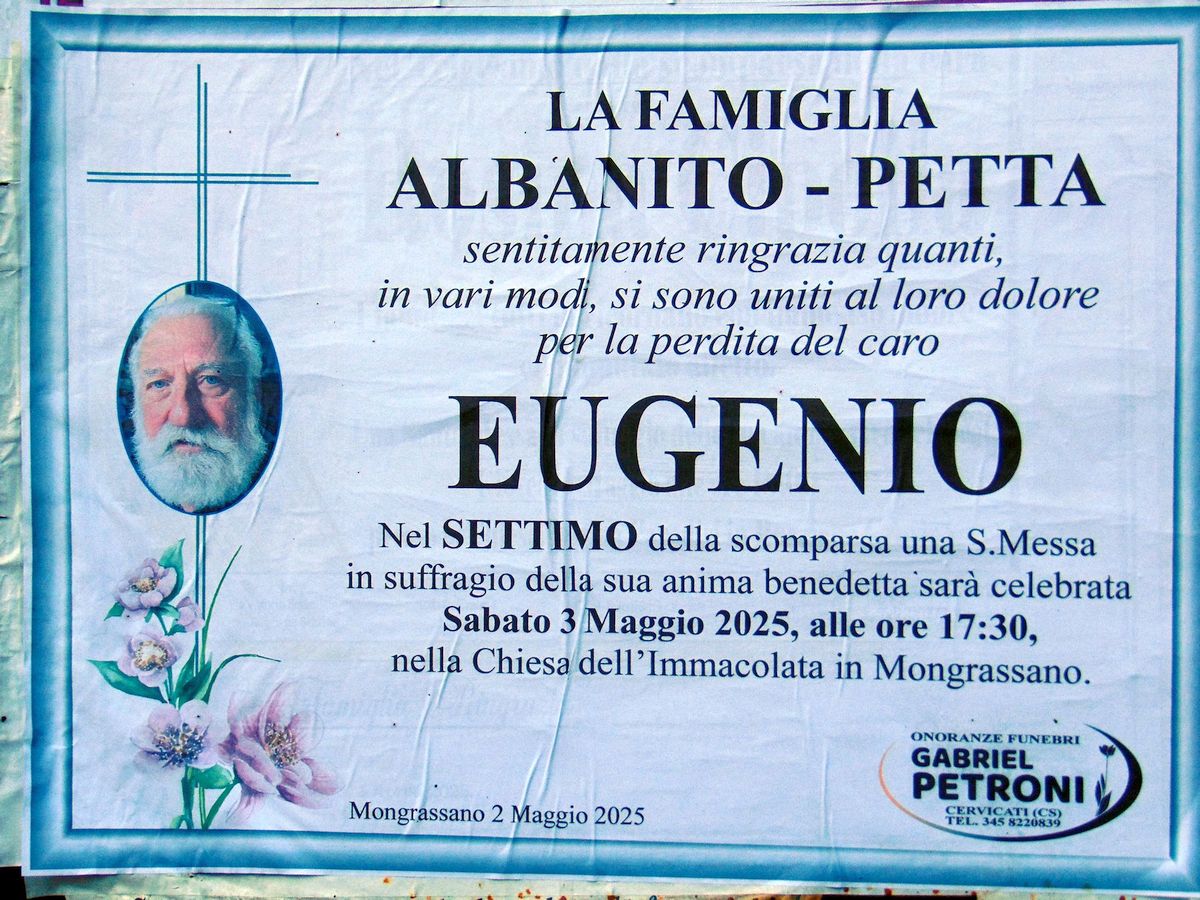 LA FAMIGLIA
ALBANITO - PETTA
sentitamente ringrazia quanti,
in vari modi, si sono uniti al loro dolore
per la perdita del caro
EUGENIO
Nel SETTIMO della scomparsa una S.Messa
in suffragio della sua anima benedetta sarà celebrata
Sabato 3 Maggio 2025, alle ore 17:30,
nella Chiesa dell’Immacolata in Mongrassano.
Mongrassano 2 Maggio 2025
ONORANZE FUNEBRI
GABRIEL
PETRONI
CERVICATI (CS)
TEL. 345 8220839